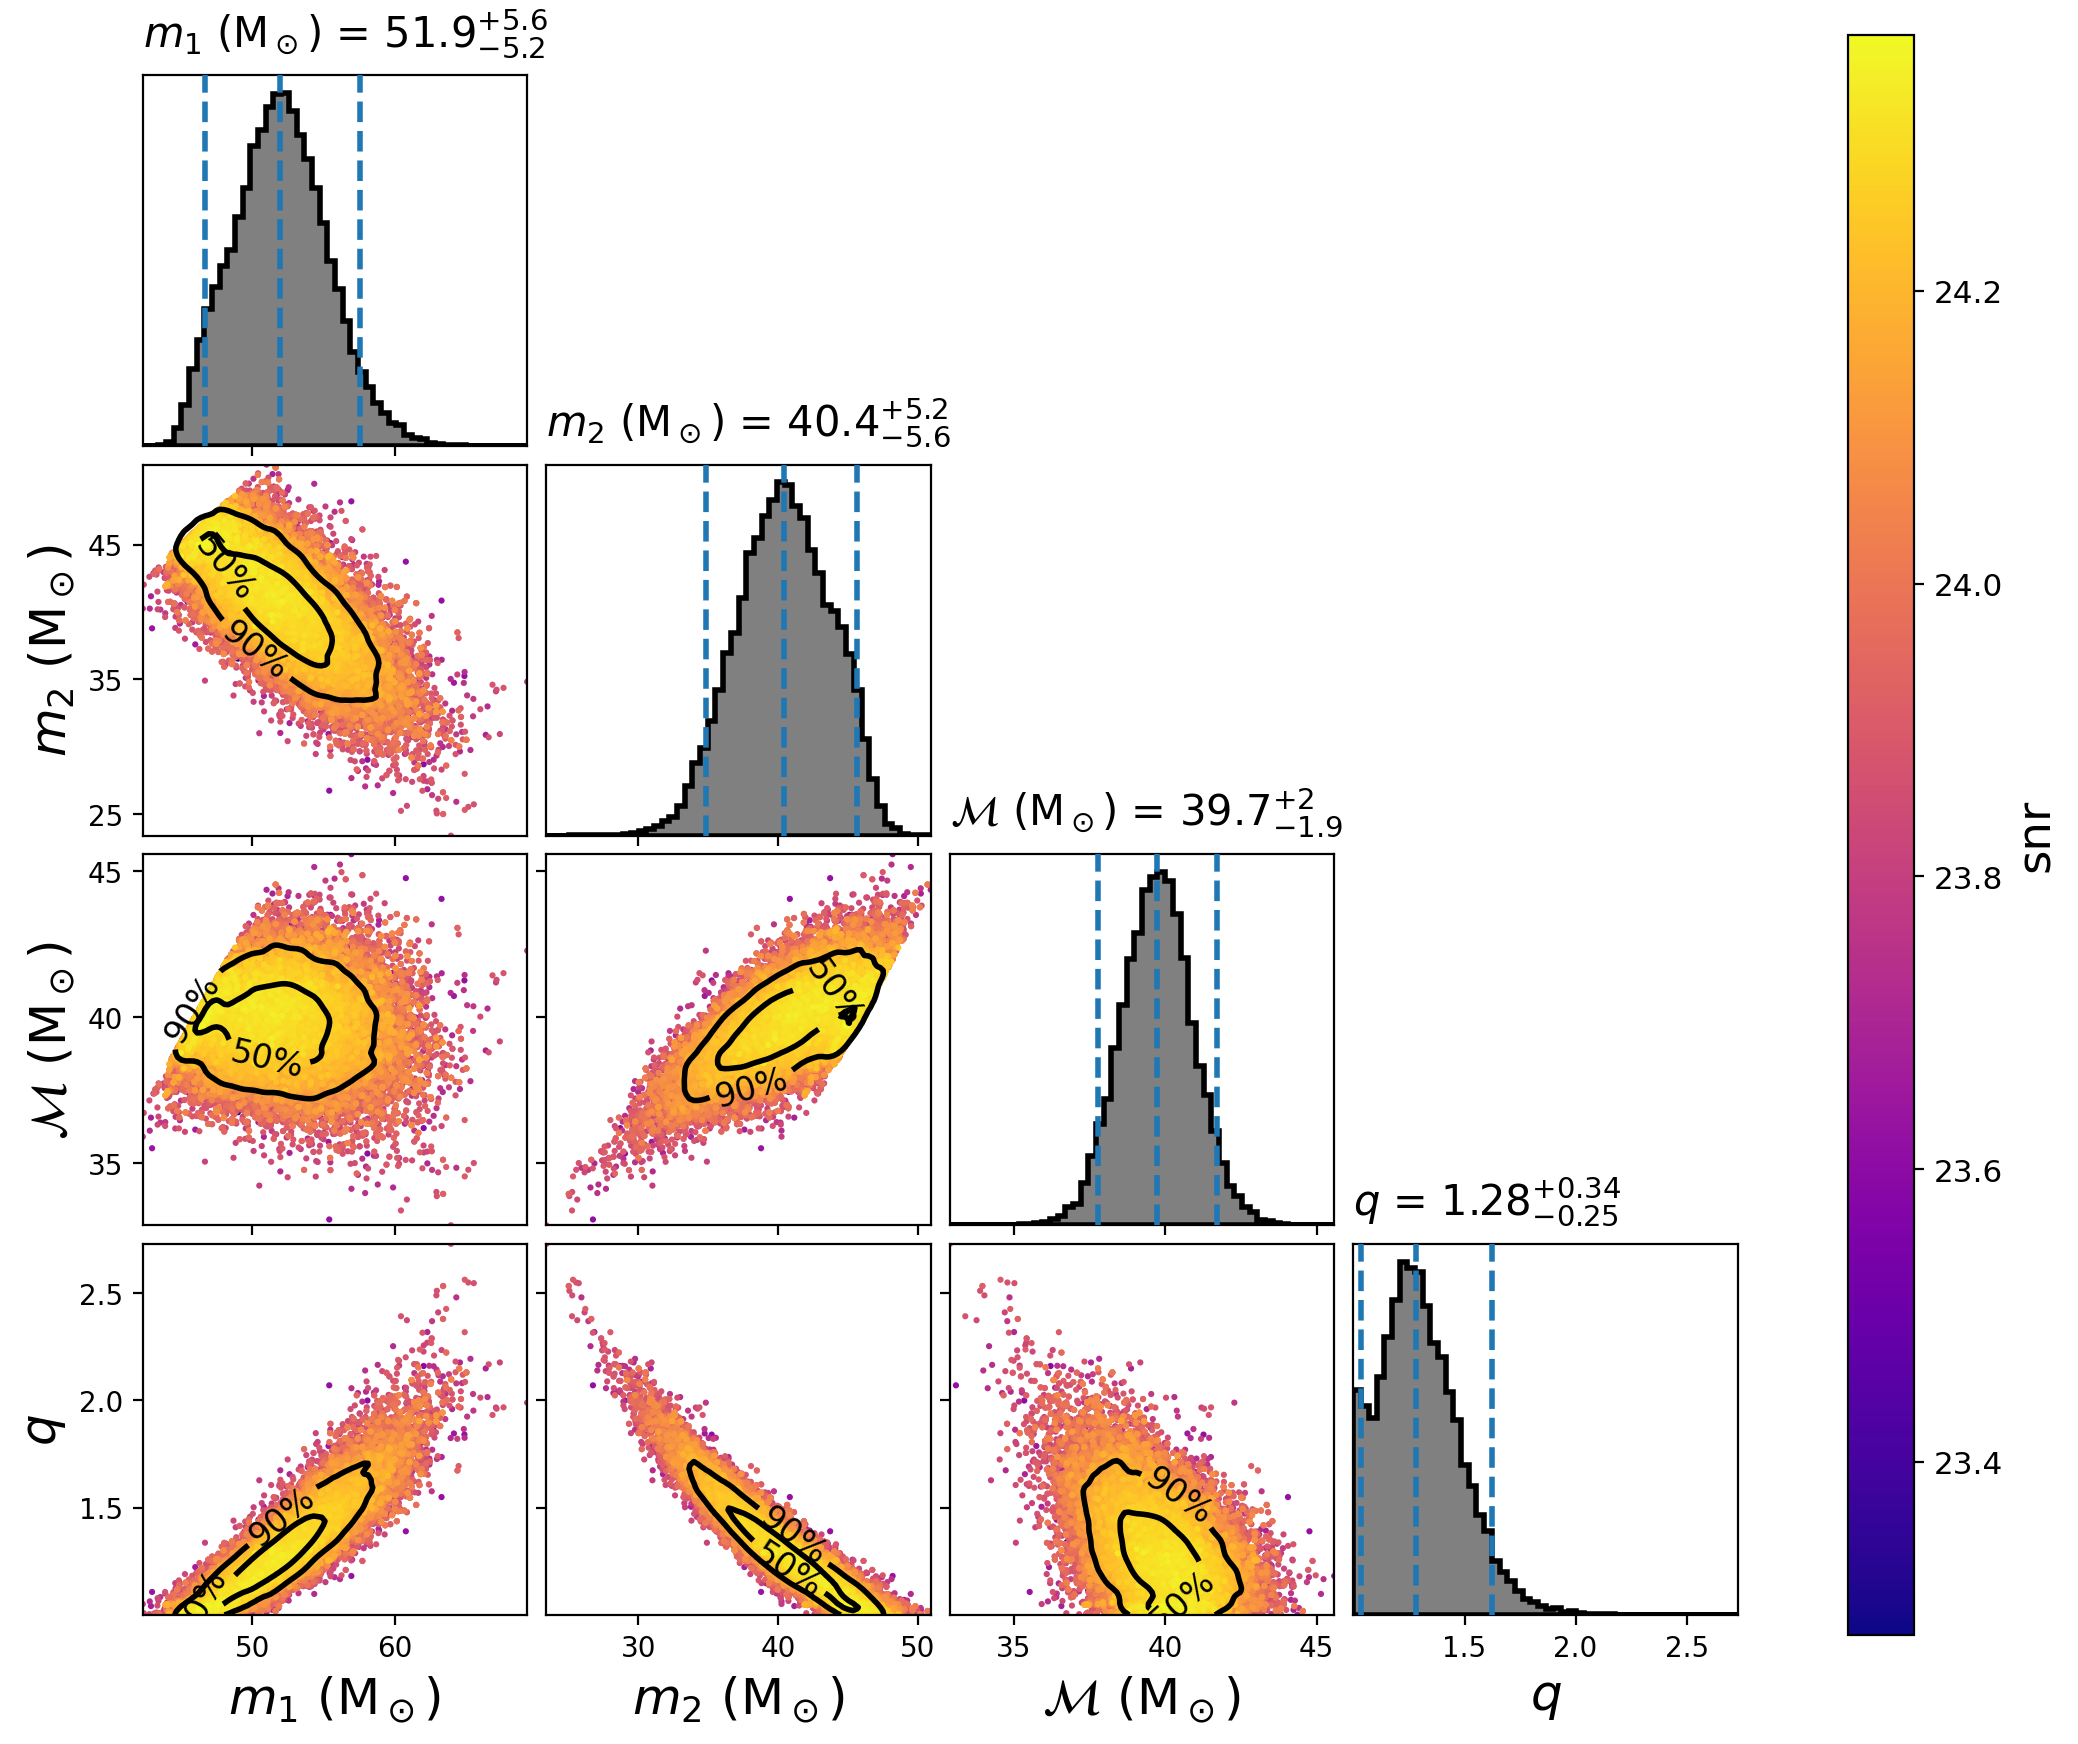 m₁ (M⊙) = 51.9 +5.6 −5.2
m₂ (M⊙) = 40.4 +5.2 −5.6
ℳ (M⊙) = 39.7 +2 −1.9
q = 1.28 +0.34 −0.25
m₂ (M⊙)
45
35
25
50%
90%
ℳ (M⊙)
45
40
35
90%
50%
50%
90%
q
2.5
2.0
1.5
90%
90%
50%
90%
50
60
30
40
50
35
40
45
1.5
2.0
2.5
m₁ (M⊙)
m₂ (M⊙)
ℳ (M⊙)
q
24.2
24.0
23.8
23.6
23.4
snr